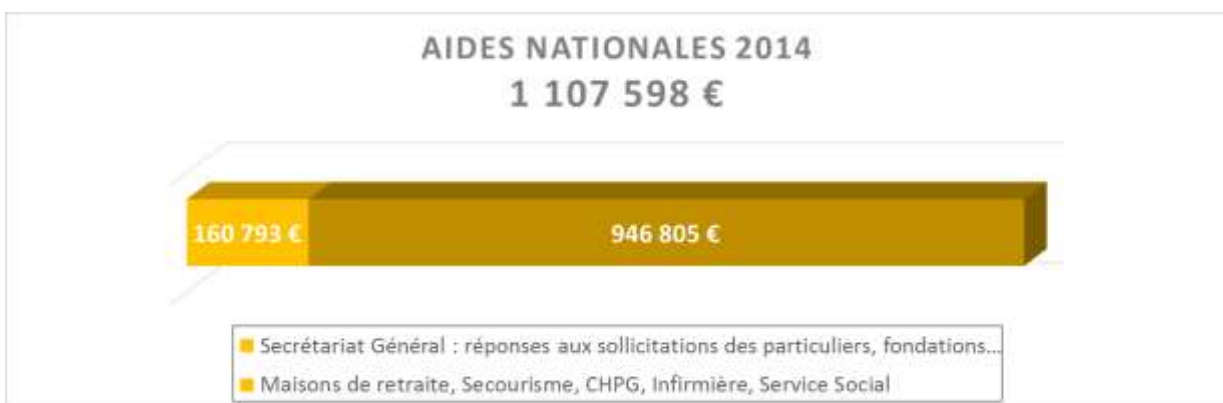 AIDES NATIONALES 2014
1 107 598 €
160 793 €
946 805 €
Secrétariat Général : réponses aux sollicitations des particuliers, fondations...
Maisons de retraite, Secourisme, CHPG, Infirmière, Service Social